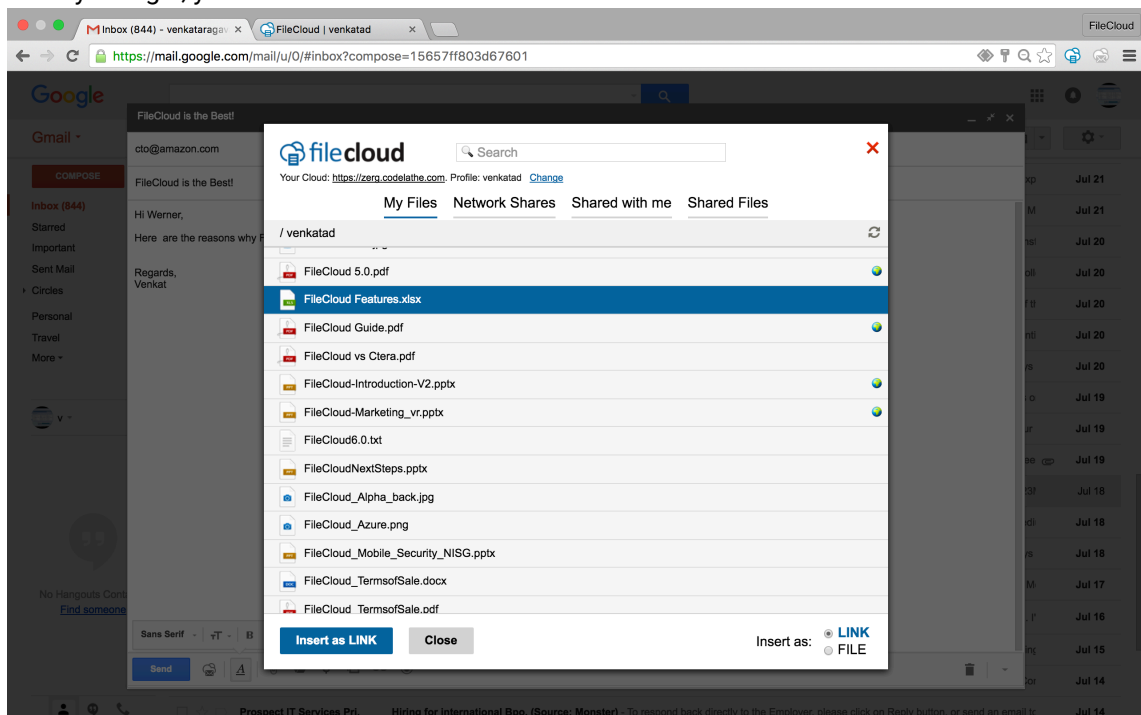 Inbox (844) - venkataragav
FileCloud | venkatad
FileCloud
https://mail.google.com/mail/u/0/#inbox?compose=15657ff803d67601
Google
FileCloud is the Best!
Gmail
cto@amazon.com
COMPOSE
FileCloud is the Best!
Inbox (844)
Starred
Important
Sent Mail
Circles
Personal
Travel
More
v
No Hangouts Cont
Find someone
Hi Werner,
Here are the reasons why F
Regards,
Venkat
filecloud
Search
Your Cloud: https://zerg.codelathe.com. Profile: venkatad Change
My Files Network Shares Shared with me Shared Files
/ venkatad
FileCloud 5.0.pdf
FileCloud Features.xlsx
FileCloud Guide.pdf
FileCloud vs Ctera.pdf
FileCloud-Introduction-V2.pptx
FileCloud-Marketing_vr.pptx
FileCloud6.0.txt
FileCloudNextSteps.pptx
FileCloud_Alpha_back.jpg
FileCloud_Azure.png
FileCloud_Mobile_Security_NISG.pptx
FileCloud_TermsofSale.docx
FileCloud_TermsofSale.pdf
Insert as LINK
Close
Insert as:
LINK
FILE
Jul 21
Jul 21
Jul 20
Jul 20
Jul 20
Jul 20
Jul 20
Jul 19
Jul 19
Jul 19
Jul 18
Jul 18
Jul 18
Jul 17
Jul 16
Jul 15
Jul 14
Sans Serif
Send
Prospect IT Services Pri. Hiring for international Bpo. (Source: Monster) - To respond back directly to the Employer, please click on Reply button, or send an email to Jul 14